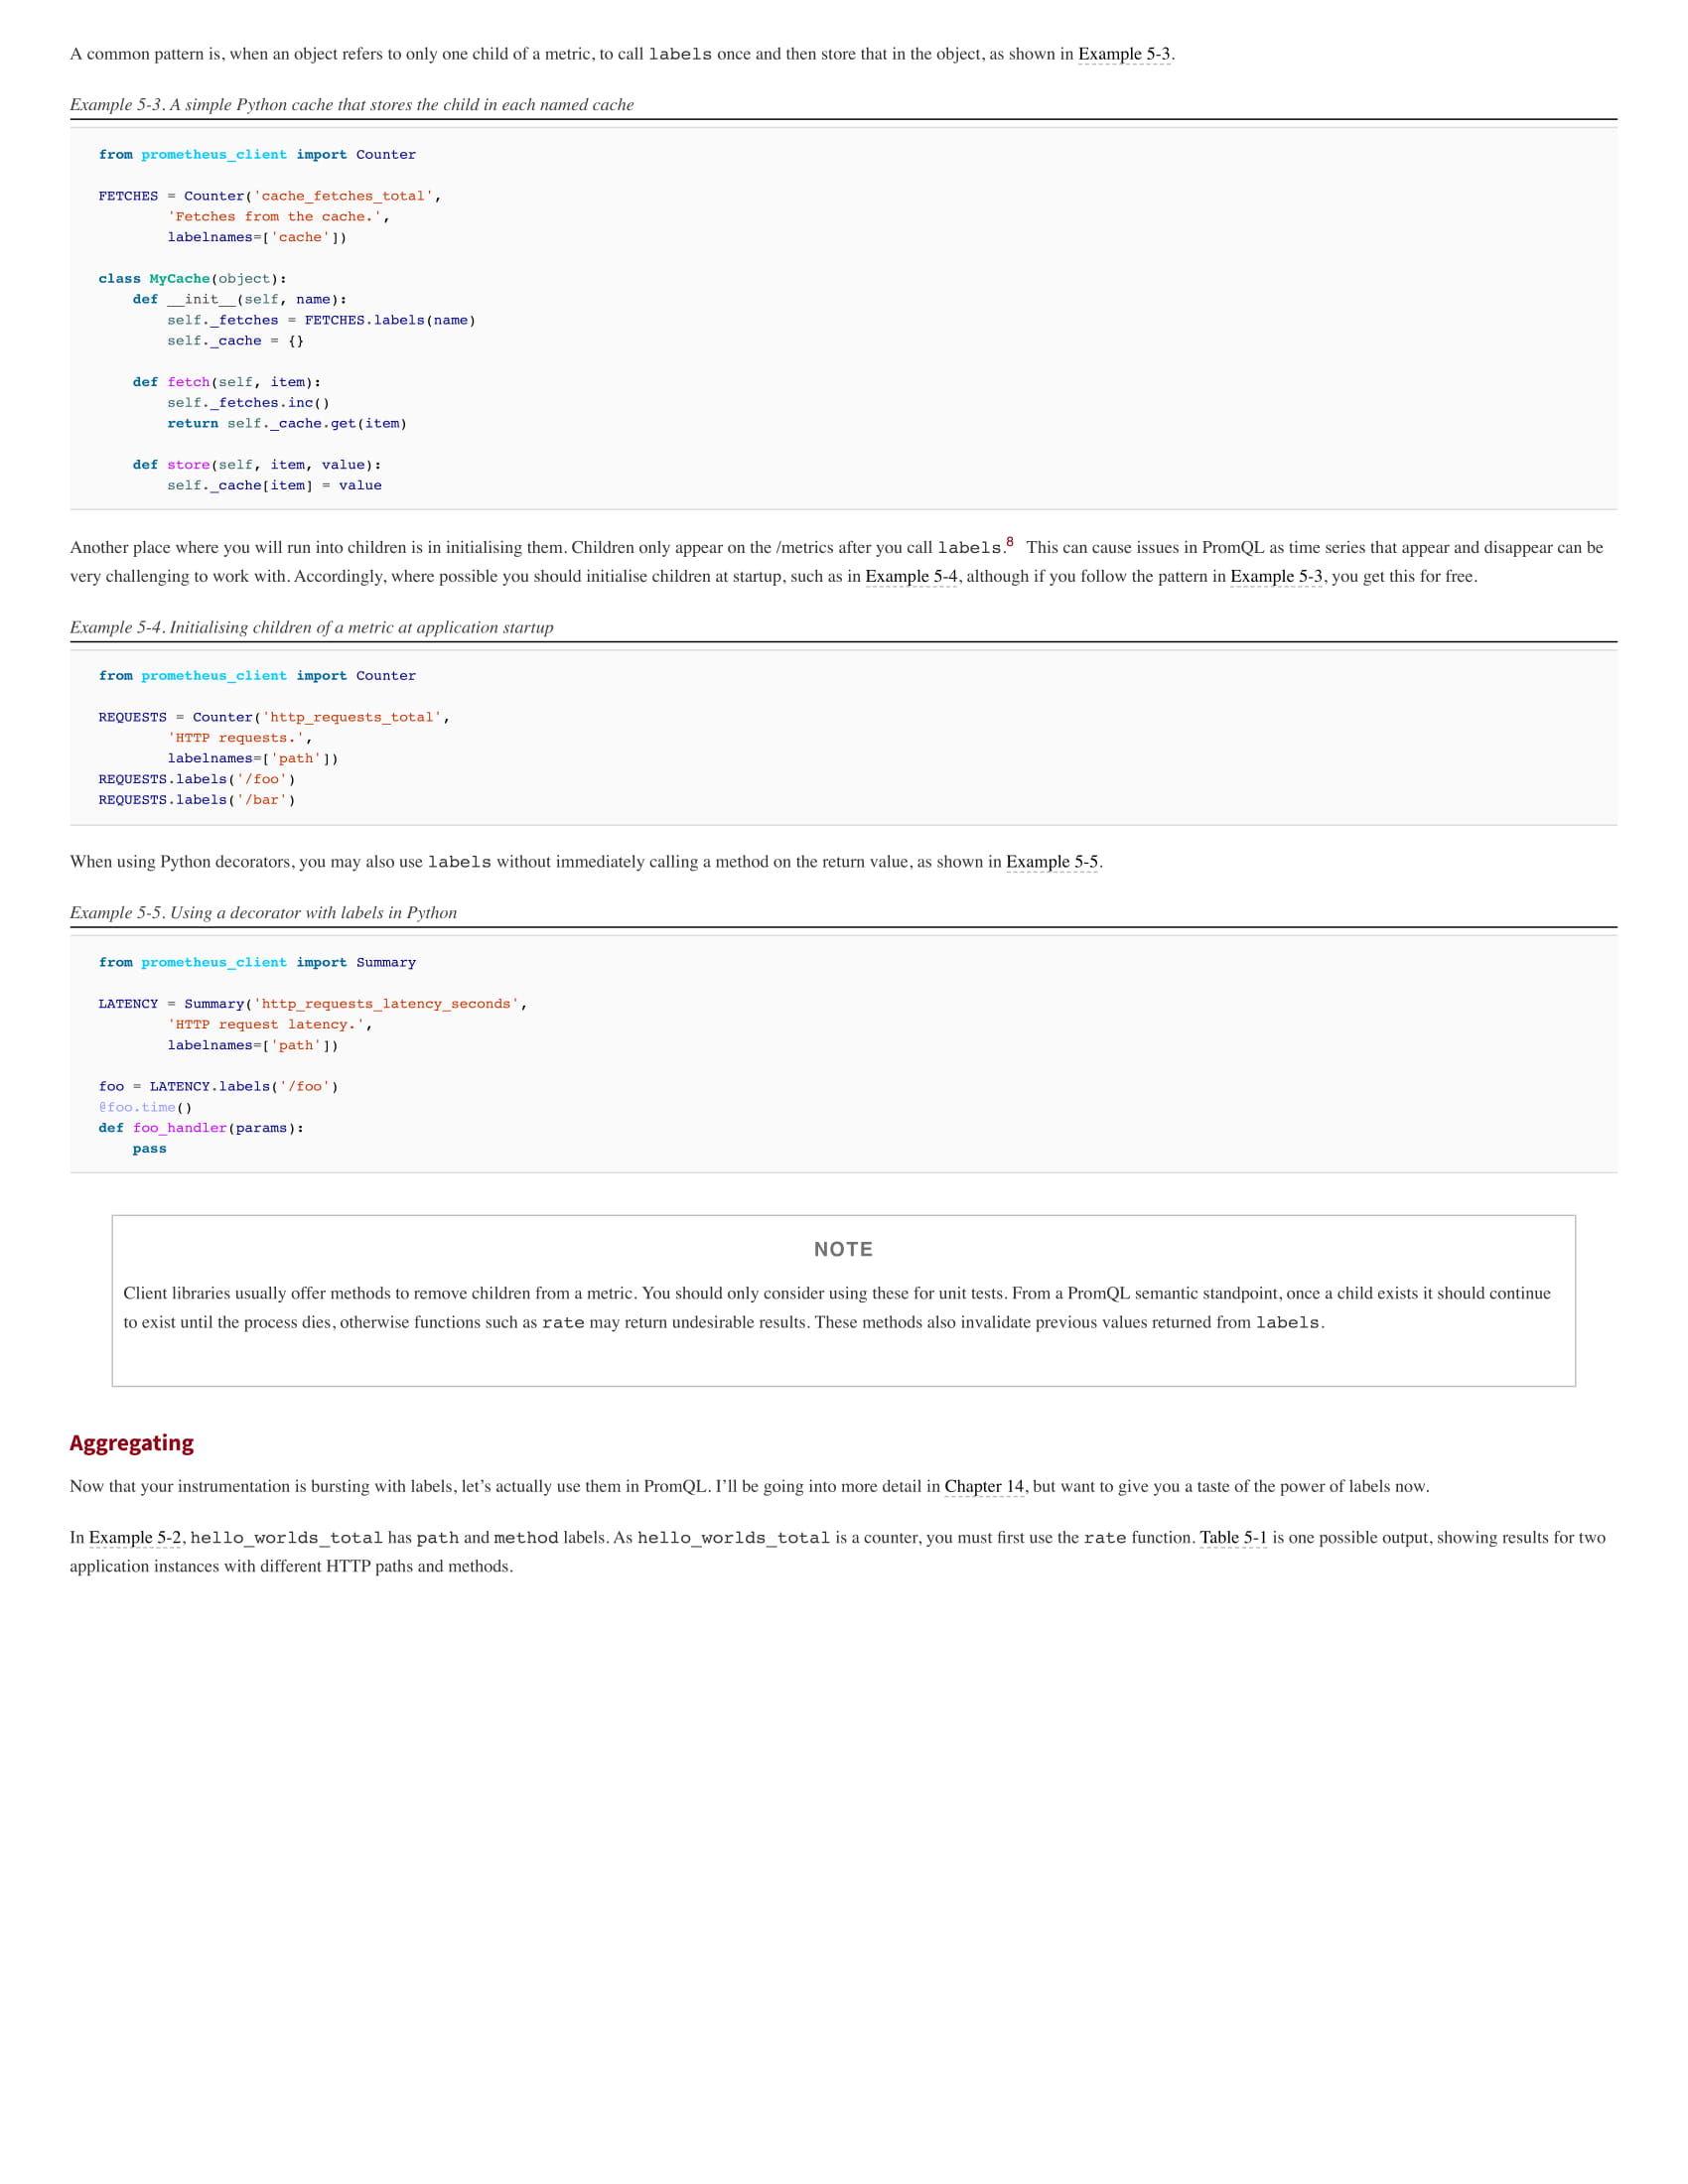 A common pattern is, when an object refers to only one child of a metric, to call labels once and then store that in the object, as shown in Example 5-3.
Example 5-3. A simple Python cache that stores the child in each named cache
from prometheus_client import Counter
FETCHES = Counter('cache_fetches_total',
        'Fetches from the cache.',
        labelnames=['cache'])
class MyCache(object):
    def __init__(self, name):
        self._fetches = FETCHES.labels(name)
        self._cache = {}
    def fetch(self, item):
        self._fetches.inc()
        return self._cache.get(item)
    def store(self, item, value):
        self._cache[item] = value
Another place where you will run into children is in initialising them. Children only appear on the /metrics after you call labels.8 This can cause issues in PromQL as time series that appear and disappear can be
very challenging to work with. Accordingly, where possible you should initialise children at startup, such as in Example 5-4, although if you follow the pattern in Example 5-3, you get this for free.
Example 5-4. Initialising children of a metric at application startup
from prometheus_client import Counter
REQUESTS = Counter('http_requests_total',
        'HTTP requests.',
        labelnames=['path'])
REQUESTS.labels('/foo')
REQUESTS.labels('/bar')
When using Python decorators, you may also use labels without immediately calling a method on the return value, as shown in Example 5-5.
Example 5-5. Using a decorator with labels in Python
from prometheus_client import Summary
LATENCY = Summary('http_requests_latency_seconds',
        'HTTP request latency.',
        labelnames=['path'])
foo = LATENCY.labels('/foo')
@foo.time()
def foo_handler(params):
    pass
NOTE
Client libraries usually offer methods to remove children from a metric. You should only consider using these for unit tests. From a PromQL semantic standpoint, once a child exists it should continue
to exist until the process dies, otherwise functions such as rate may return undesirable results. These methods also invalidate previous values returned from labels.
Aggregating
Now that your instrumentation is bursting with labels, let’s actually use them in PromQL. I’ll be going into more detail in Chapter 14, but want to give you a taste of the power of labels now.
In Example 5-2, hello_worlds_total has path and method labels. As hello_worlds_total is a counter, you must first use the rate function. Table 5-1 is one possible output, showing results for two
application instances with different HTTP paths and methods.